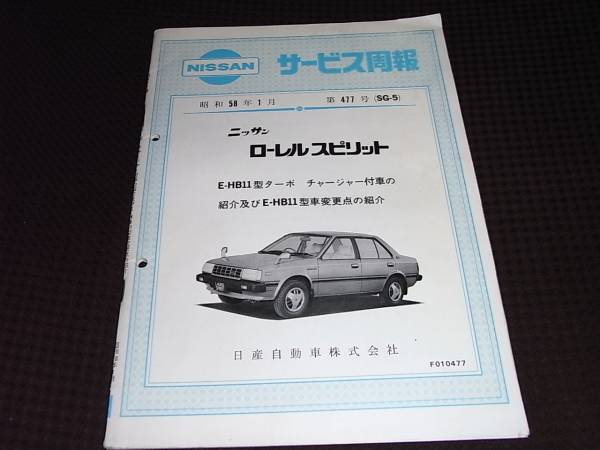 NISSAN
サービス周報
昭和58年1月 第477号(SG-5)
ニッサン
ローレルスピリット
E-HB11型ターボ チャージャー付車の
紹介及びE-HB11型車変更点の紹介
日産自動車株式会社
F010477